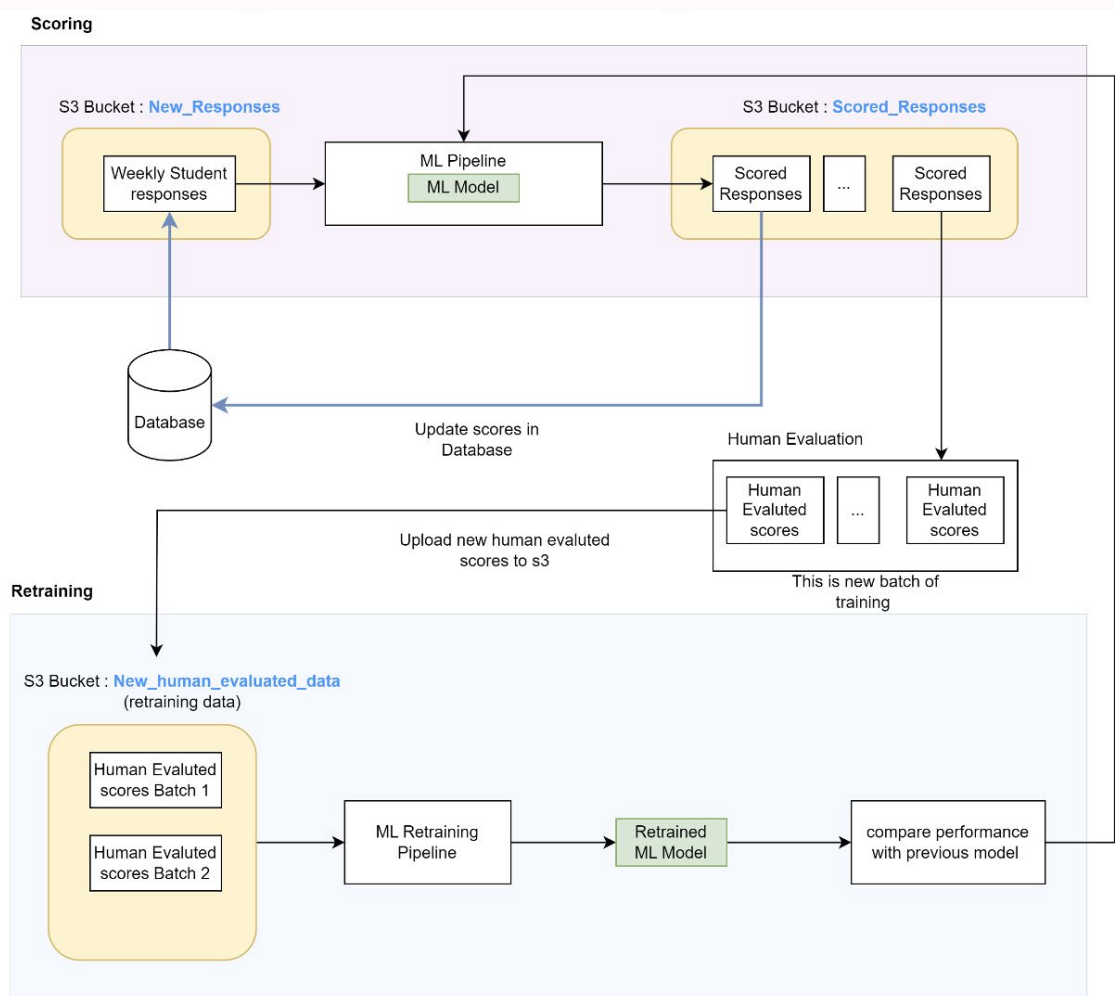 Scoring
S3 Bucket : New_Responses
S3 Bucket : Scored_Responses
Weekly Student
responses
ML Pipeline
ML Model
Scored
Responses
...
Scored
Responses
Database
Update scores in
Database
Human Evaluation
Human
Evaluted
scores
...
Human
Evaluted
scores
Upload new human evaluted
scores to s3
This is new batch of
training
Retraining
S3 Bucket : New_human_evaluated_data
(retraining data)
Human Evaluted
scores Batch 1
Human Evaluted
scores Batch 2
ML Retraining
Pipeline
Retrained
ML Model
compare performance
with previous model